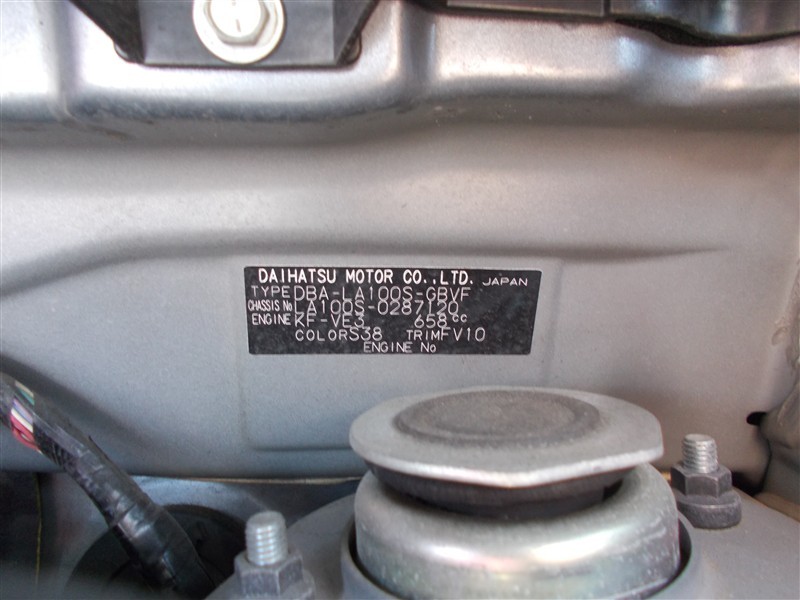 DAIHATSU MOTOR CO.,LTD. JAPAN
TYPE DBA-LA100S-GBVF
CHASSIS No LA100S-0287120
ENGINE KF-VE3 658cc
COLOR S38 TRIM FV10
ENGINE No